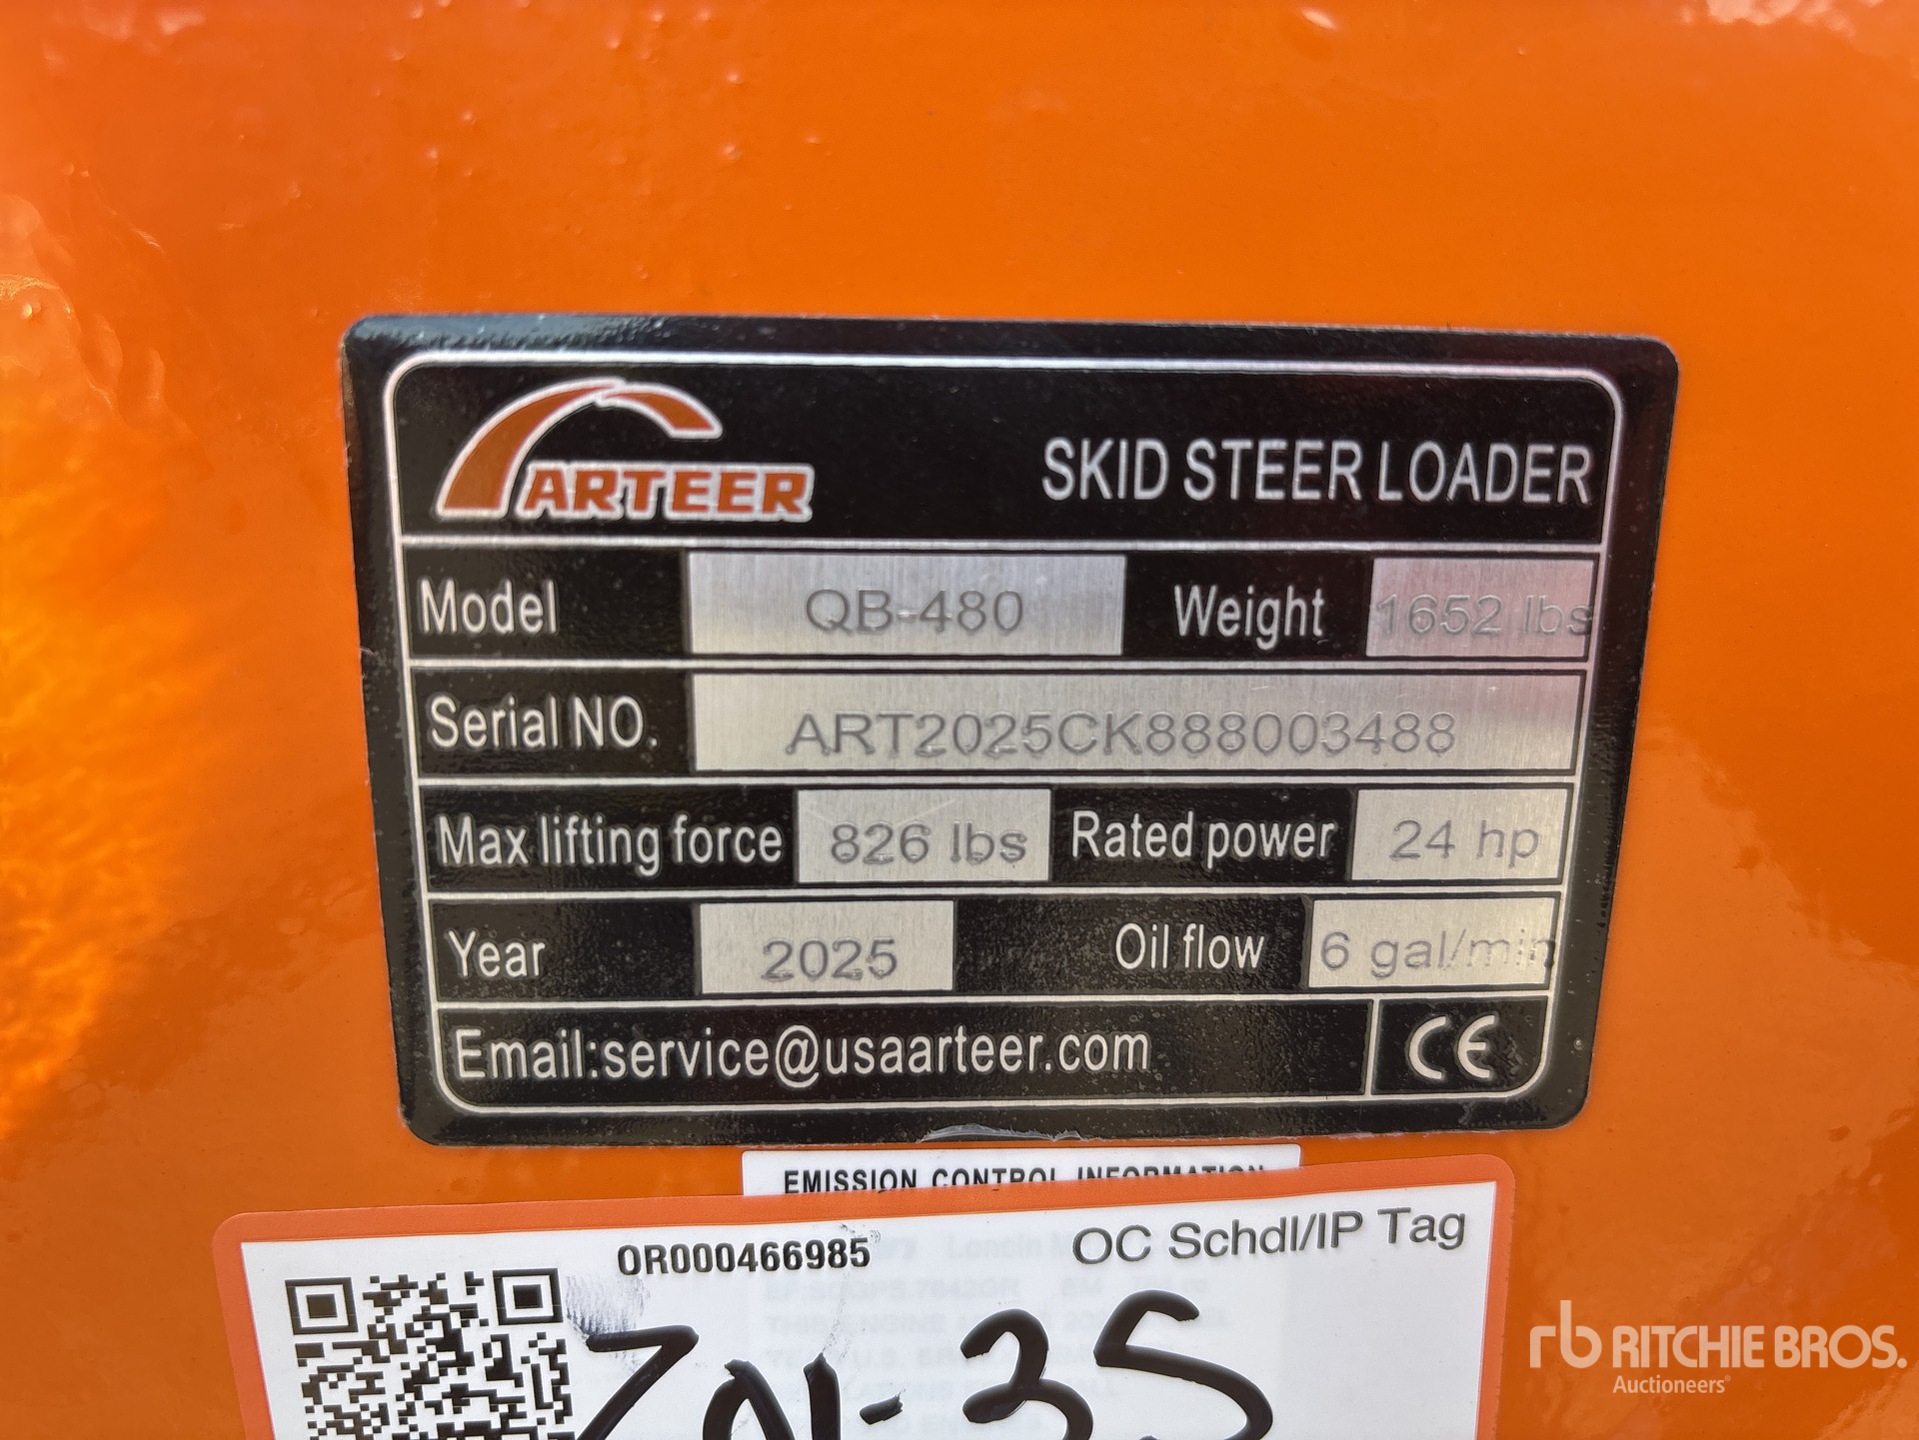 ARTEER
SKID STEER LOADER
Model QB-480 Weight 1652 lbs
Serial NO. ART2025CK888003488
Max lifting force 826 lbs Rated power 24 hp
Year 2025 Oil flow 6 gal/min
Email:service@usaarteer.com CE
EMISSION CONTROL INFORMATION
OR000466985 OC Schdl/IP Tag
rb RITCHIE BROS.
Auctioneers